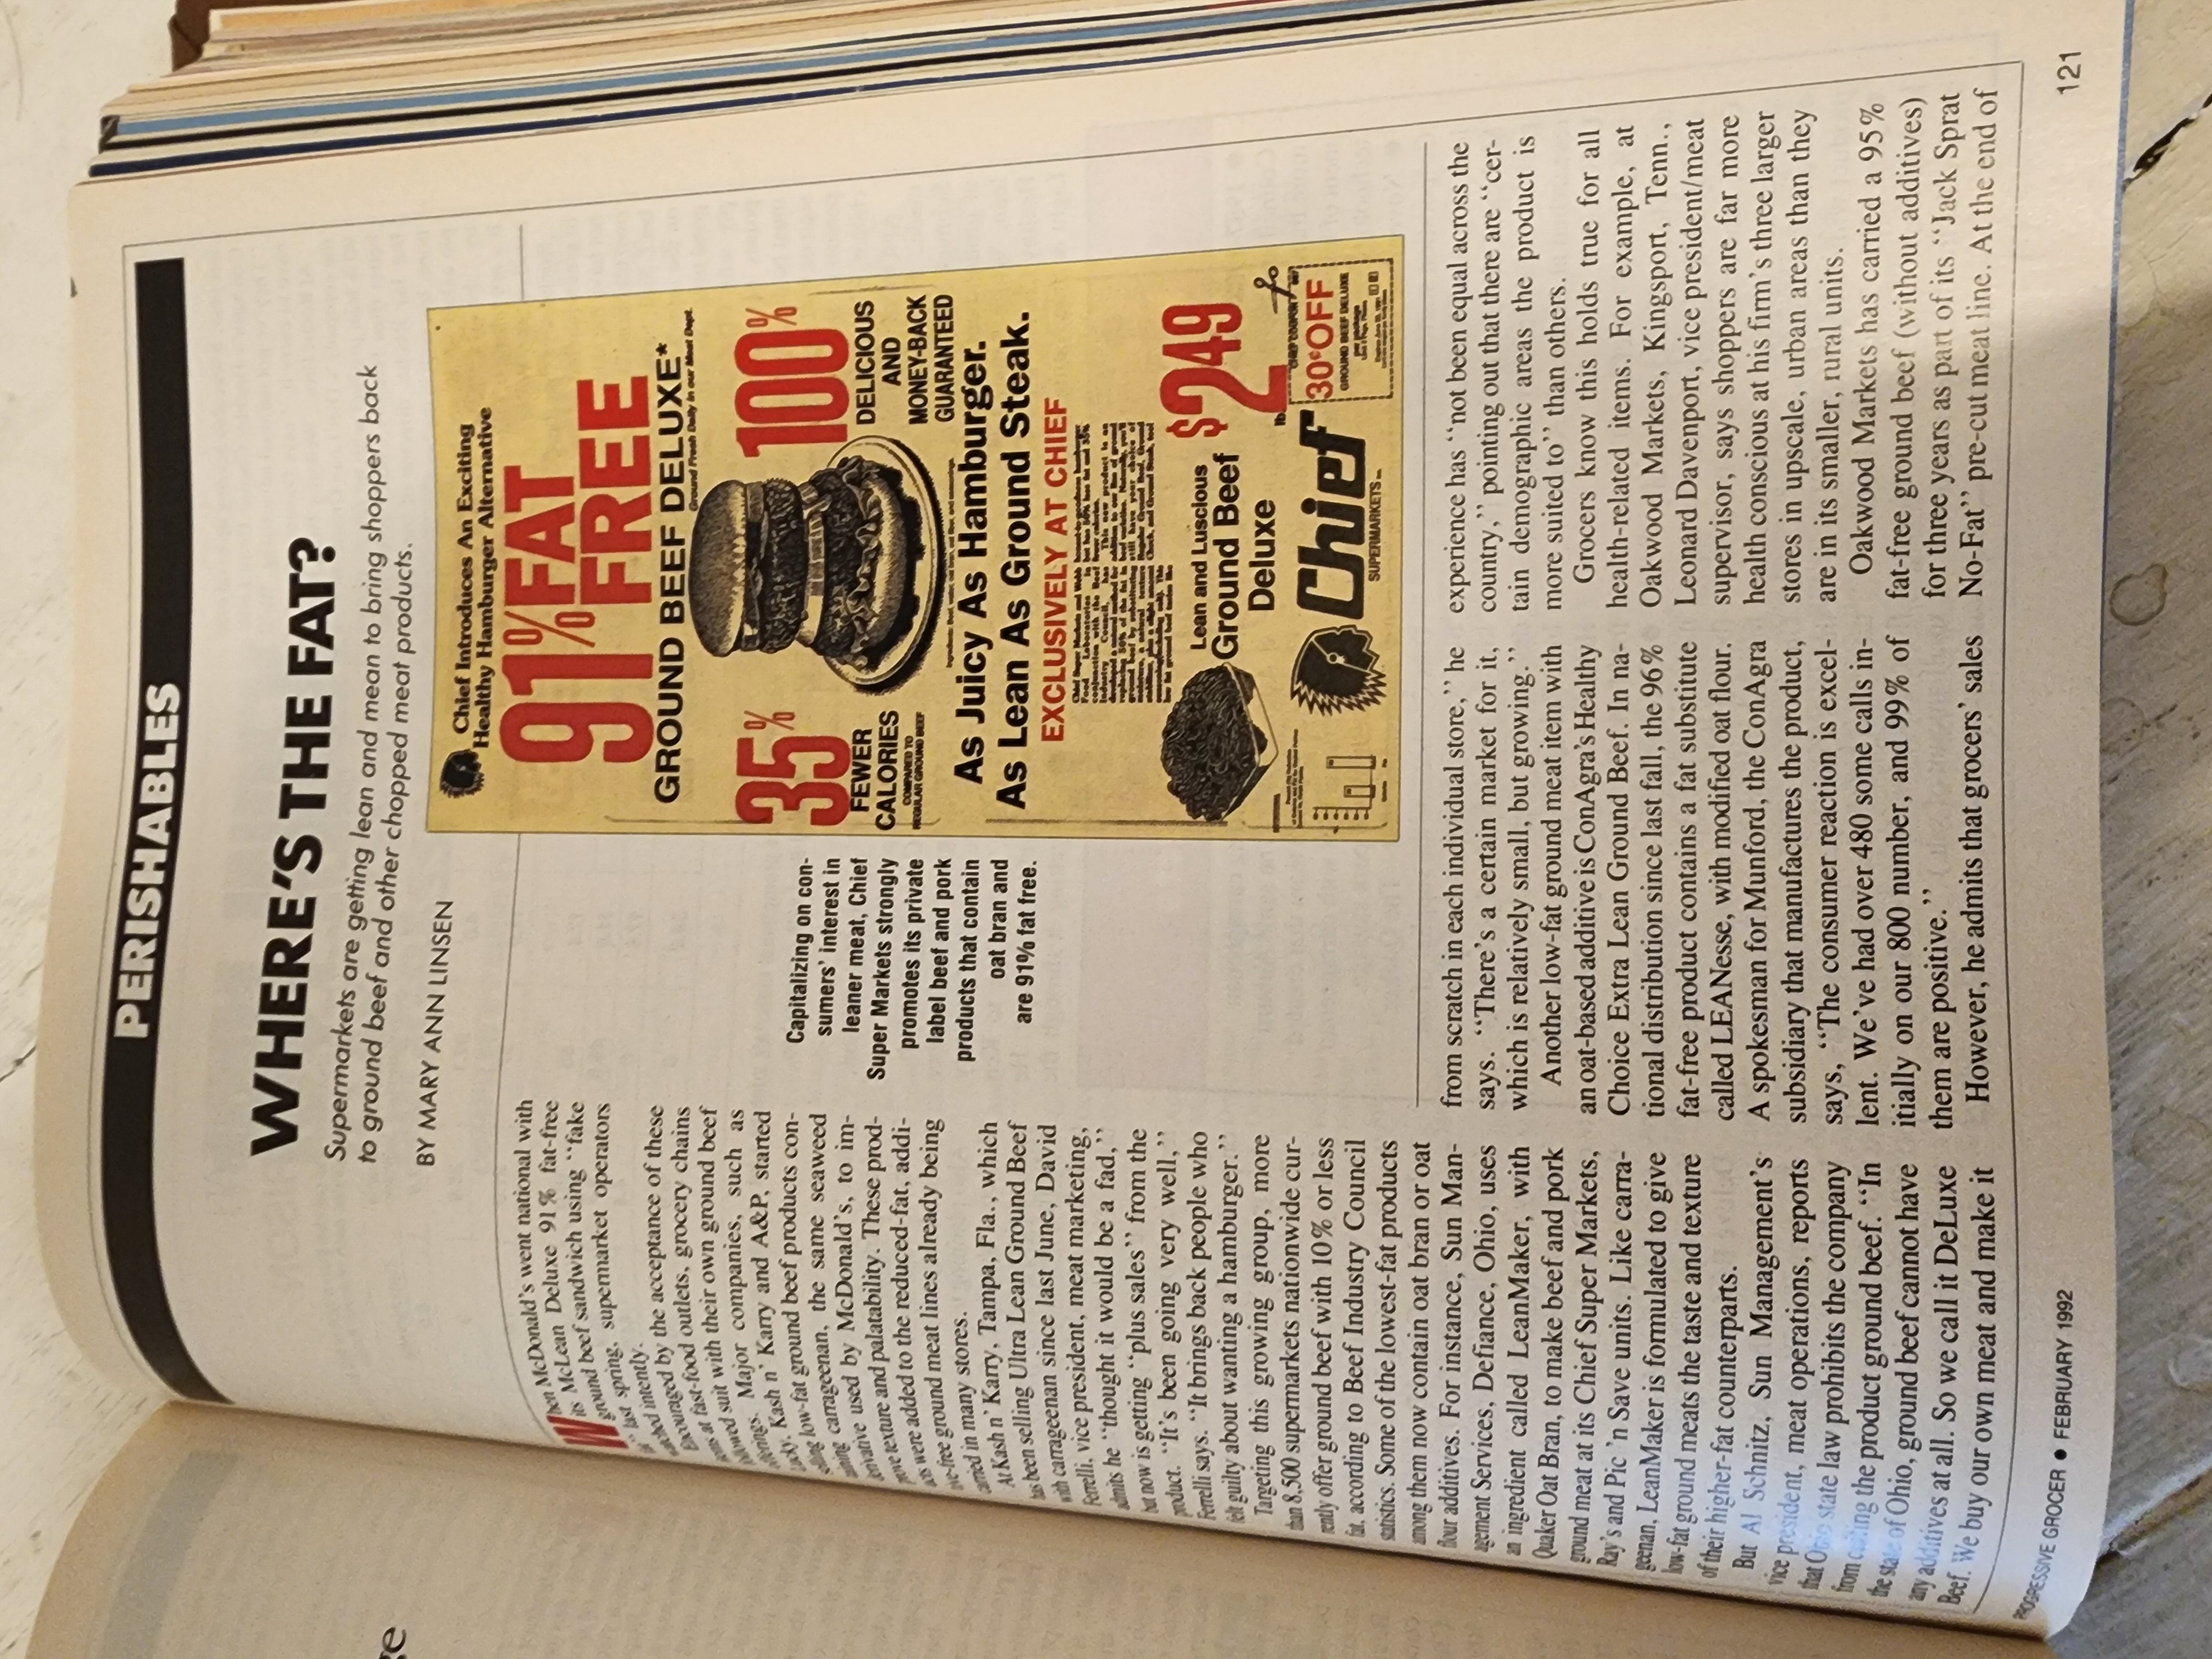 PERISHABLES
WHERE'S THE FAT?
Supermarkets are getting lean and mean to bring shoppers back
to ground beef and other chopped meat products.
BY MARY ANN LINSEN
When McDonald's went national with
its McLean Deluxe 91% fat-free
ground beef sandwich using "fake
" last spring, supermarket operators
intently.
Encouraged by the acceptance of these
at fast-food outlets, grocery chains
suit with their own ground beef
Major companies, such as
Kash n' Karry and A&P, started
low-fat ground beef products con-
carrageenan, the same seaweed
used by McDonald's, to im-
texture and palatability. These prod-
were added to the reduced-fat, addi-
tive-free ground meat lines already being
carried in many stores.
At Kash n' Karry, Tampa, Fla., which
has been selling Ultra Lean Ground Beef
with carrageenan since last June, David
Ferrelli, vice president, meat marketing,
admits he "thought it would be a fad,"
but now is getting "plus sales" from the
product. "It's been going very well,"
Ferrelli says. "It brings back people who
felt guilty about wanting a hamburger."
Targeting this growing group, more
than 8,500 supermarkets nationwide cur-
rently offer ground beef with 10% or less
fat, according to Beef Industry Council
statistics. Some of the lowest-fat products
among them now contain oat bran or oat
flour additives. For instance, Sun Man-
agement Services, Defiance, Ohio, uses
an ingredient called LeanMaker, with
Quaker Oat Bran, to make beef and pork
ground meat at its Chief Super Markets,
Ray's and Pic 'n Save units. Like carra-
geenan, LeanMaker is formulated to give
low-fat ground meats the taste and texture
of their higher-fat counterparts.
But Al Schnitz, Sun Management's
vice president, meat operations, reports
that Ohio state law prohibits the company
from calling the product ground beef. "In
the state of Ohio, ground beef cannot have
any additives at all. So we call it DeLuxe
Beef. We buy our own meat and make it
Capitalizing on con-
sumers' interest in
leaner meat, Chief
Super Markets strongly
promotes its private
label beef and pork
products that contain
oat bran and
are 91% fat free.
Chief Introduces An Exciting
Healthy Hamburger Alternative
91% FAT
FREE
GROUND BEEF DELUXE*
Ground Fresh Daily in our Meat Dept.
35%
FEWER
CALORIES
COMPARED TO
REGULAR GROUND BEEF
100%
DELICIOUS
AND
MONEY-BACK
GUARANTEED
As Juicy As Hamburger.
As Lean As Ground Steak.
EXCLUSIVELY AT CHIEF
Lean and Luscious
Ground Beef
Deluxe
$249
lb.
Chief
SUPERMARKETS
30¢ OFF
GROUND BEEF DELUXE
from scratch in each individual store," he
says. "There's a certain market for it,
which is relatively small, but growing."
Another low-fat ground meat item with
an oat-based additive is ConAgra's Healthy
Choice Extra Lean Ground Beef. In na-
tional distribution since last fall, the 96%
fat-free product contains a fat substitute
called LEANesse, with modified oat flour.
A spokesman for Munford, the ConAgra
subsidiary that manufactures the product,
says, "The consumer reaction is excel-
lent. We've had over 480 some calls in-
itially on our 800 number, and 99% of
them are positive."
However, he admits that grocers' sales
experience has "not been equal across the
country," pointing out that there are "cer-
tain demographic areas the product is
more suited to" than others.
Grocers know this holds true for all
health-related items. For example, at
Oakwood Markets, Kingsport, Tenn.,
Leonard Davenport, vice president/meat
supervisor, says shoppers are far more
health conscious at his firm's three larger
stores in upscale, urban areas than they
are in its smaller, rural units.
Oakwood Markets has carried a 95%
fat-free ground beef (without additives)
for three years as part of its "Jack Sprat
No-Fat" pre-cut meat line. At the end of
PROGRESSIVE GROCER • FEBRUARY 1992
121